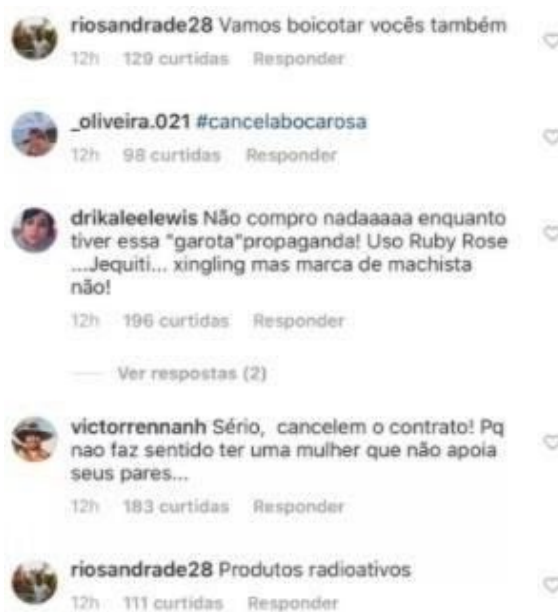 riosandrade28 Vamos boicotar vocês também
12h 129 curtidas Responder
_oliveira.021 #cancelabocarosa
12h 98 curtidas Responder
drikaleelewis Não compro nadaaaaa enquanto
tiver essa "garota"propaganda! Uso Ruby Rose
....Jequiti... xingling mas marca de machista
não!
12h 196 curtidas Responder
Ver respostas (2)
victorrennanh Sério, cancelem o contrato! Pq
nao faz sentido ter uma mulher que não apoia
seus pares...
12h 183 curtidas Responder
riosandrade28 Produtos radioativos
12h 111 curtidas Responder